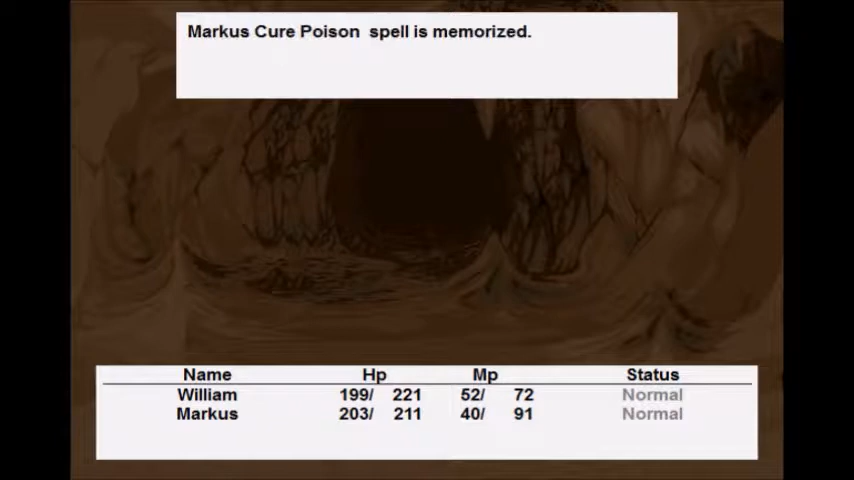 Markus Cure Poison  spell is memorized.
Name Hp Mp Status
William 199/ 221 52/ 72 Normal
Markus 203/ 211 40/ 91 Normal